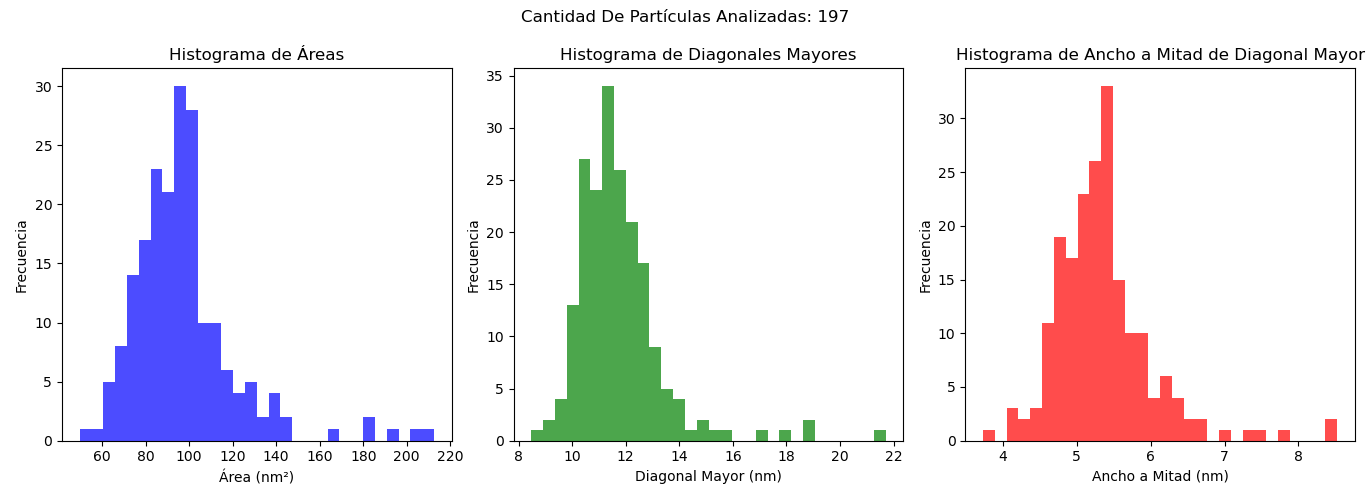 Cantidad De Partículas Analizadas: 197
Histograma de Áreas
30
25
20
15
10
5
0
Frecuencia
60 80 100 120 140 160 180 200 220
Área (nm²)
Histograma de Diagonales Mayores
35
30
25
20
15
10
5
0
Frecuencia
8 10 12 14 16 18 20 22
Diagonal Mayor (nm)
Histograma de Ancho a Mitad de Diagonal Mayor
30
25
20
15
10
5
0
Frecuencia
4 5 6 7 8
Ancho a Mitad (nm)